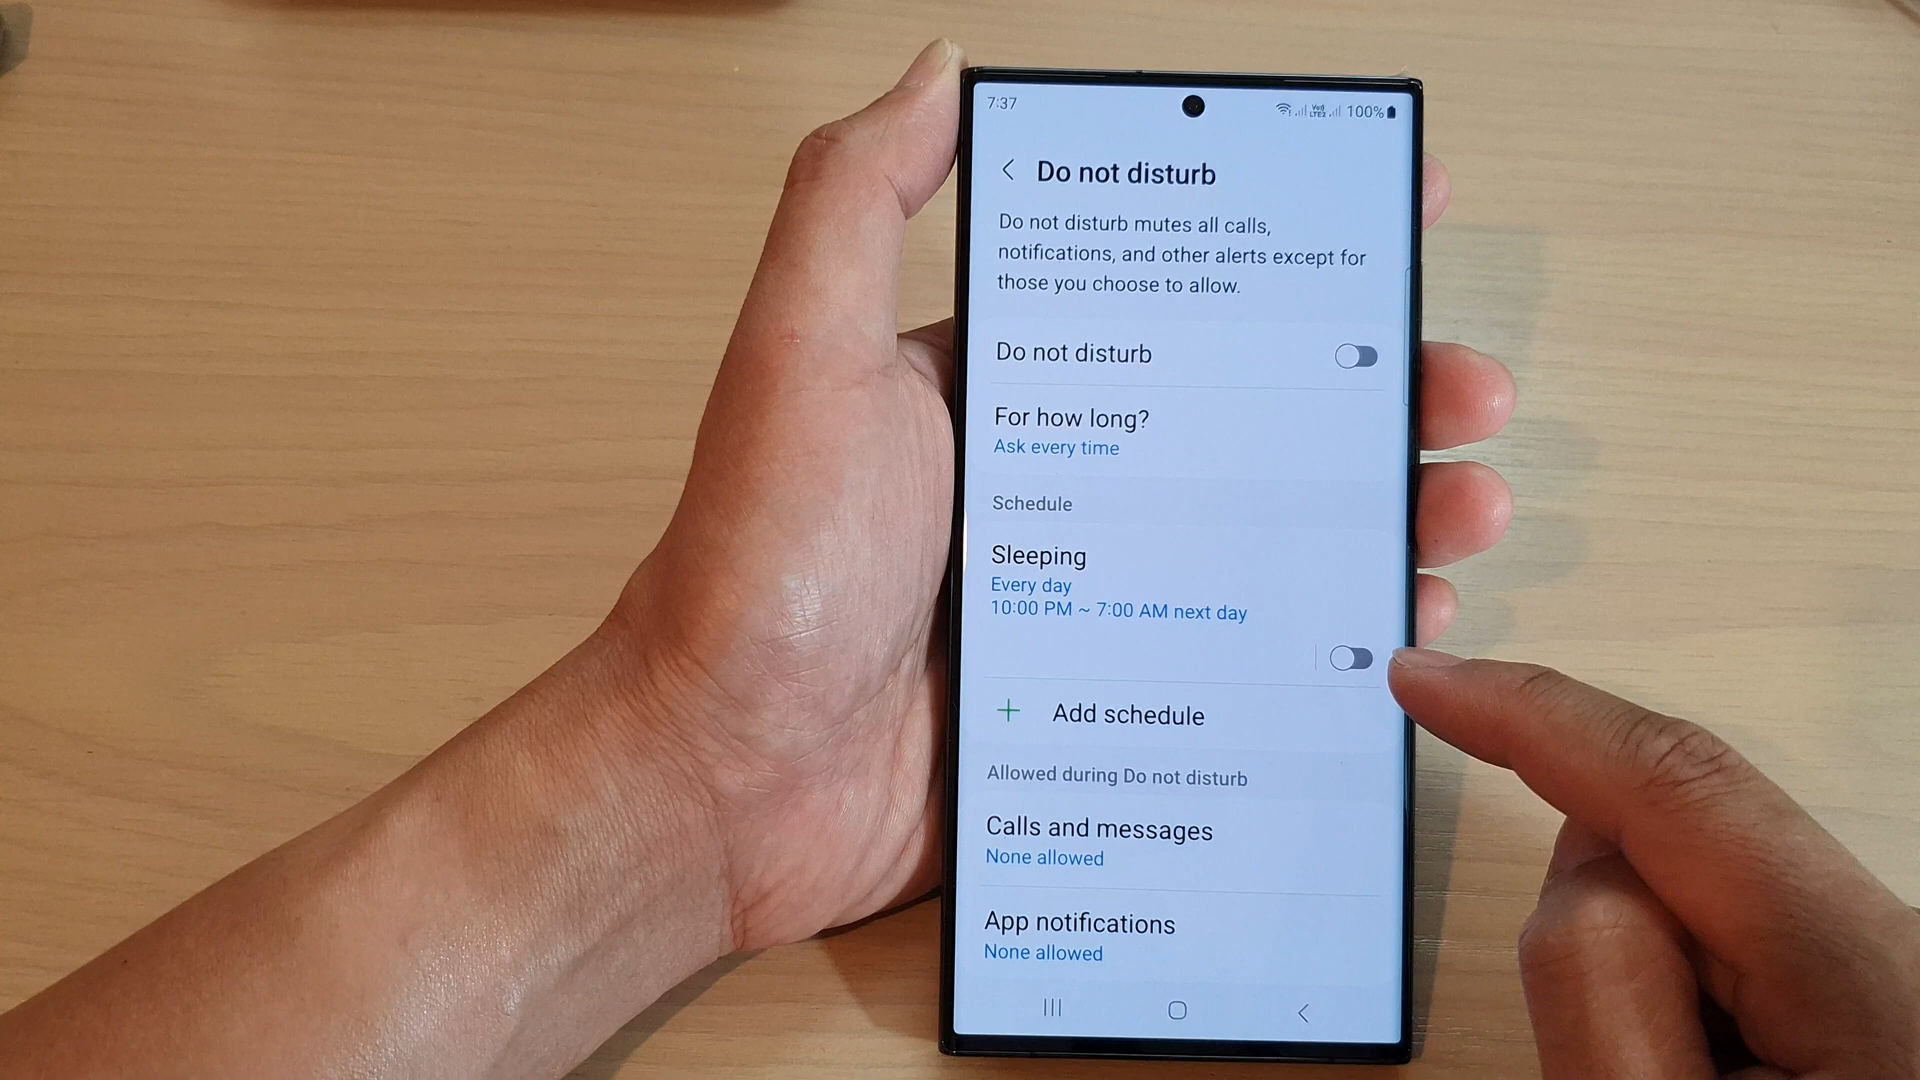 7:37
Vo)
LTE2
100%
Do not disturb
Do not disturb mutes all calls,
notifications, and other alerts except for
those you choose to allow.
Do not disturb
For how long?
Ask every time
Schedule
Sleeping
Every day
10:00 PM ~ 7:00 AM next day
Add schedule
Allowed during Do not disturb
Calls and messages
None allowed
App notifications
None allowed